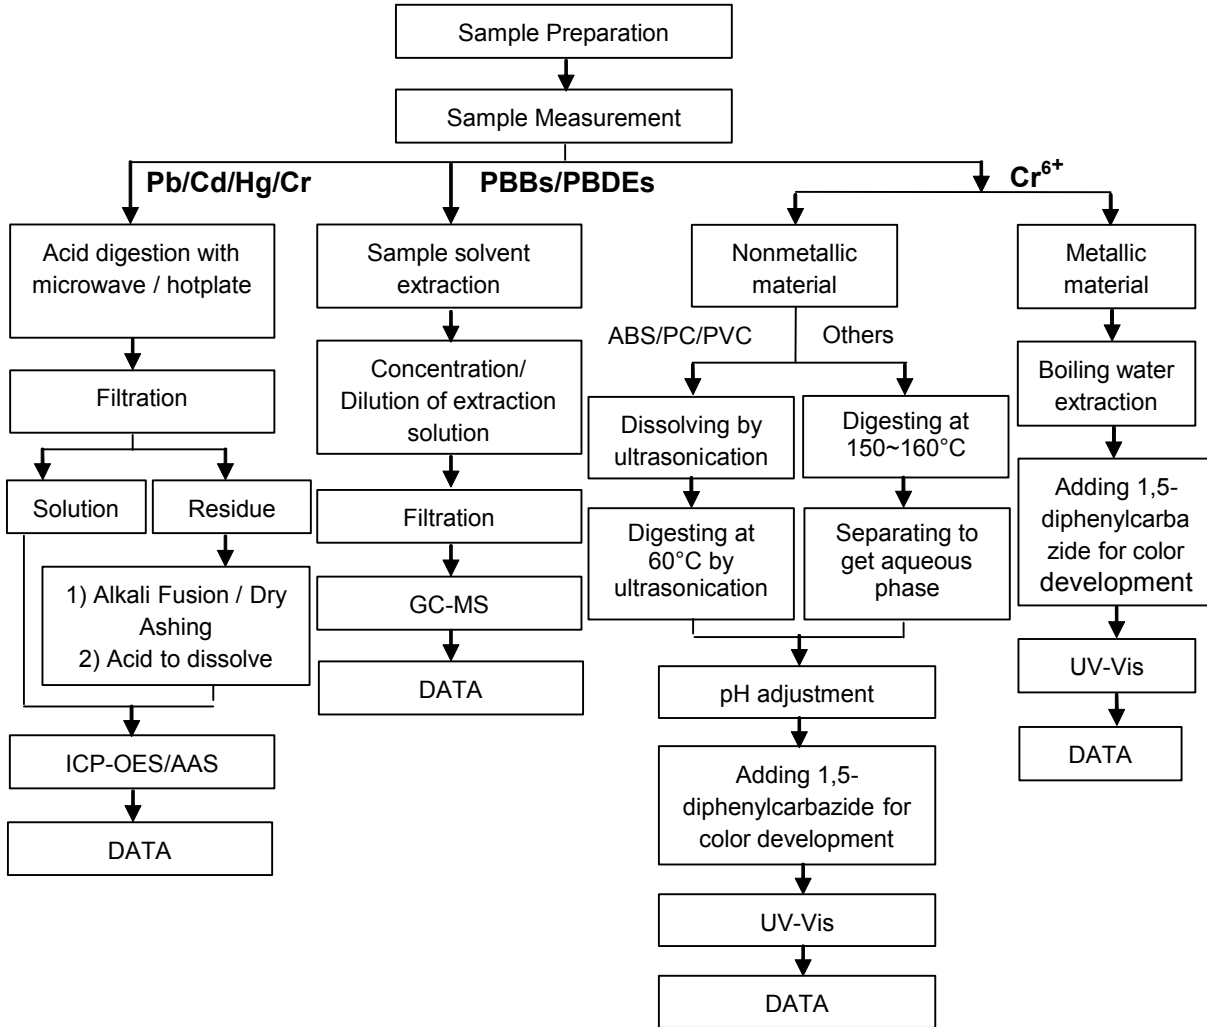 Sample Preparation
Sample Measurement
Pb/Cd/Hg/Cr
PBBs/PBDEs
Cr⁶⁺
Acid digestion with
microwave / hotplate
Filtration
Solution
Residue
1) Alkali Fusion / Dry
Ashing
2) Acid to dissolve
ICP-OES/AAS
DATA
Sample solvent
extraction
Concentration/
Dilution of extraction
solution
Filtration
GC-MS
DATA
Nonmetallic
material
ABS/PC/PVC
Others
Dissolving by
ultrasonication
Digesting at
60°C by
ultrasonication
Digesting at
150~160°C
Separating to
get aqueous
phase
pH adjustment
Adding 1,5-
diphenylcarbazide for
color development
UV-Vis
DATA
Metallic
material
Boiling water
extraction
Adding 1,5-
diphenylcarba
zide for color
development
UV-Vis
DATA